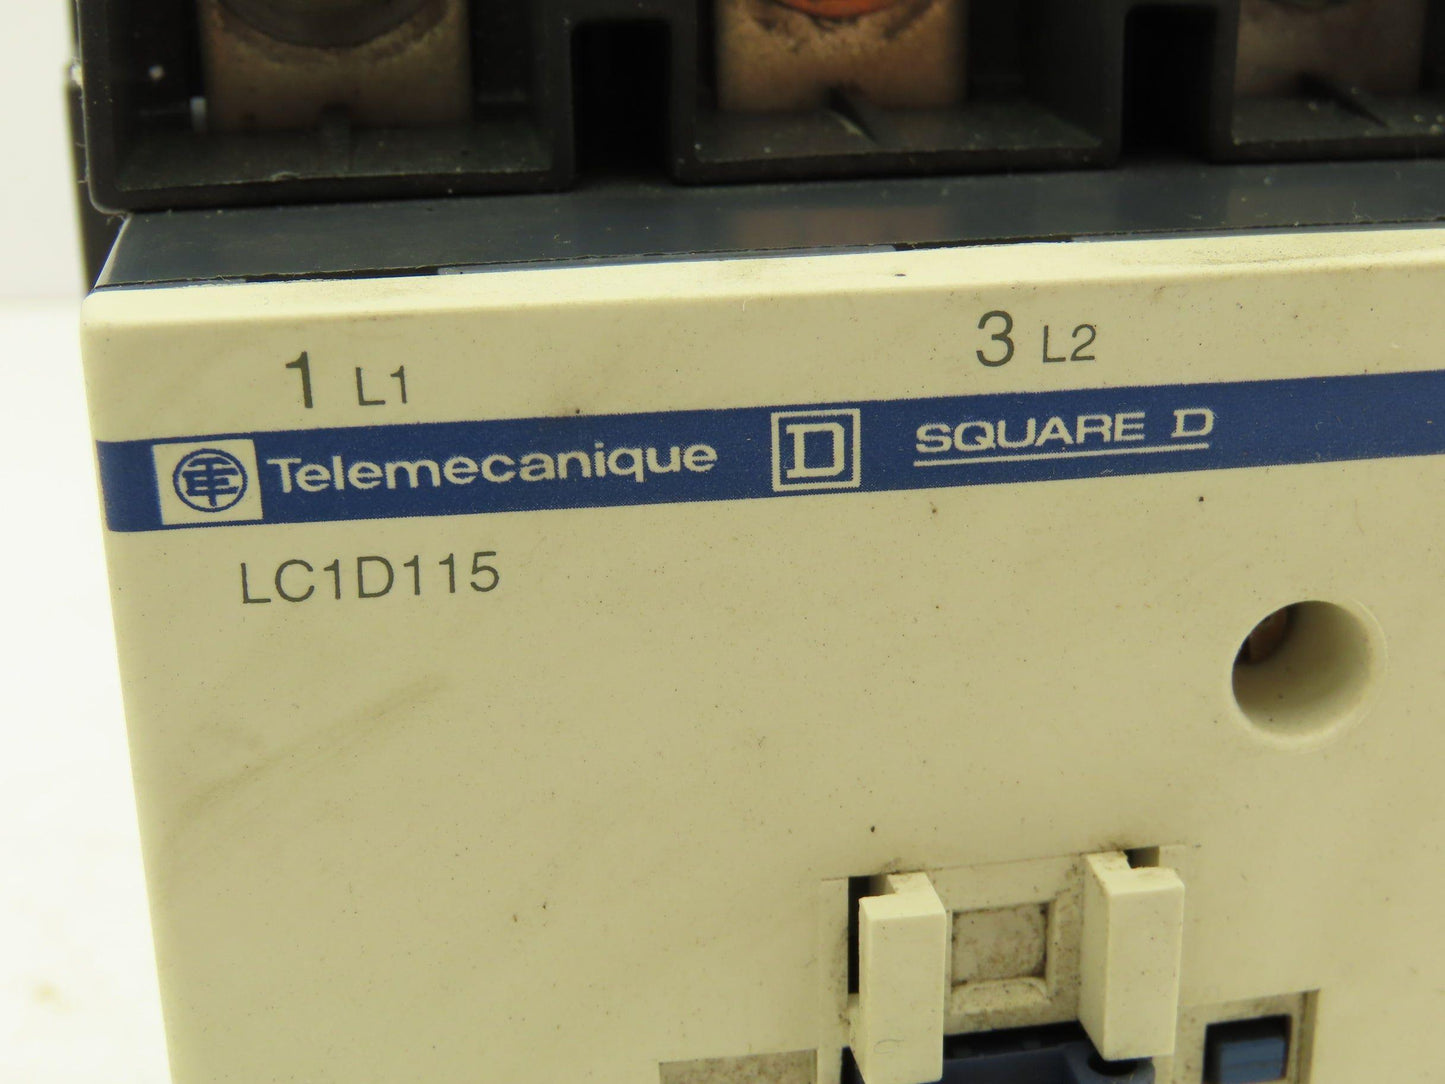 1 L1 3 L2
Telemecanique D SQUARE D
LC1D115